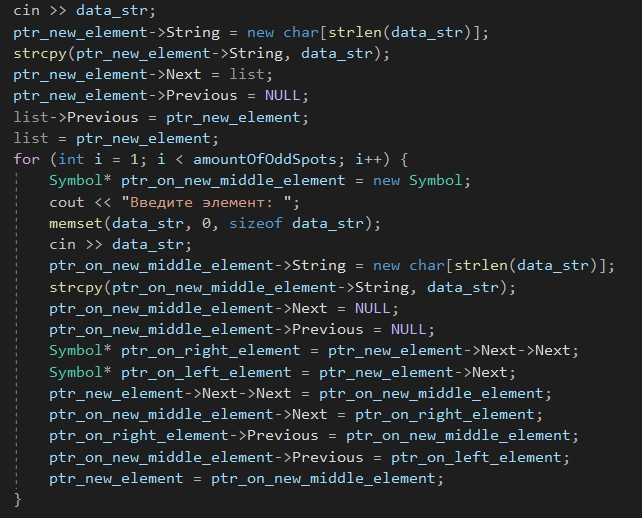 cin >> data_str;
ptr_new_element->String = new char[strlen(data_str)];
strcpy(ptr_new_element->String, data_str);
ptr_new_element->Next = list;
ptr_new_element->Previous = NULL;
list->Previous = ptr_new_element;
list = ptr_new_element;
for (int i = 1; i < amountOfOddSpots; i++) {
    Symbol* ptr_on_new_middle_element = new Symbol;
    cout << "Введите элемент: ";
    memset(data_str, 0, sizeof data_str);
    cin >> data_str;
    ptr_on_new_middle_element->String = new char[strlen(data_str)];
    strcpy(ptr_on_new_middle_element->String, data_str);
    ptr_on_new_middle_element->Next = NULL;
    ptr_on_new_middle_element->Previous = NULL;
    Symbol* ptr_on_right_element = ptr_new_element->Next->Next;
    Symbol* ptr_on_left_element = ptr_new_element->Next;
    ptr_new_element->Next->Next = ptr_on_new_middle_element;
    ptr_on_new_middle_element->Next = ptr_on_right_element;
    ptr_on_right_element->Previous = ptr_on_new_middle_element;
    ptr_on_new_middle_element->Previous = ptr_on_left_element;
    ptr_new_element = ptr_on_new_middle_element;
}